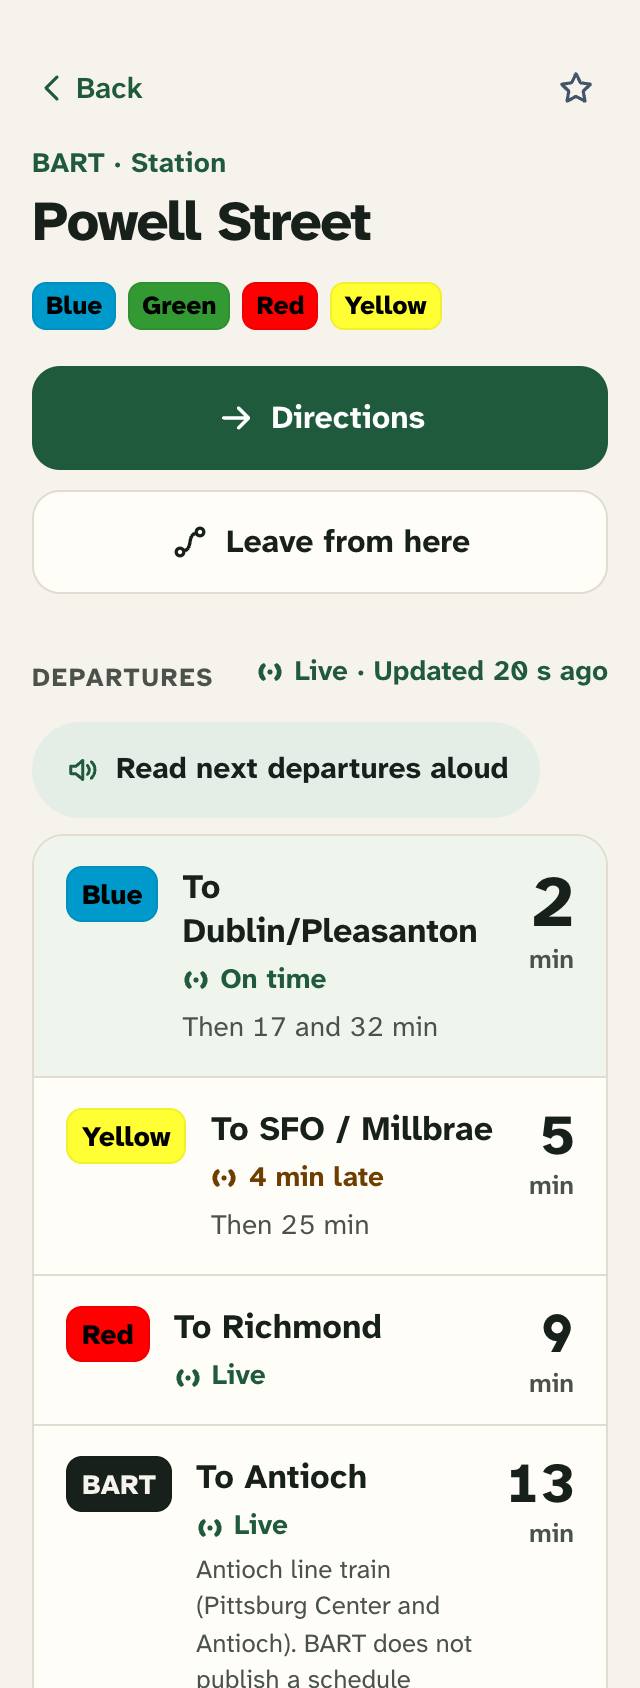 Back
BART · Station
Powell Street
Blue Green Red Yellow
Directions
Leave from here
DEPARTURES
Live · Updated 20 s ago
Read next departures aloud
Blue
To
Dublin/Pleasanton
On time
Then 17 and 32 min
2
min
Yellow
To SFO / Millbrae
4 min late
Then 25 min
5
min
Red
To Richmond
Live
9
min
BART
To Antioch
Live
Antioch line train
(Pittsburg Center and
Antioch). BART does not
publish a schedule
13
min